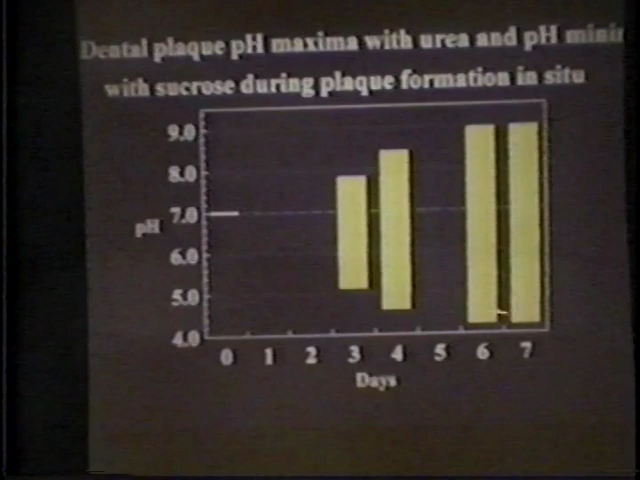 Dental plaque pH maxima with urea and pH
with sucrose during plaque formation in situ
9.0
8.0
pH 7.0
6.0
5.0
4.0
0 1 2 3 4 5 6 7
Days